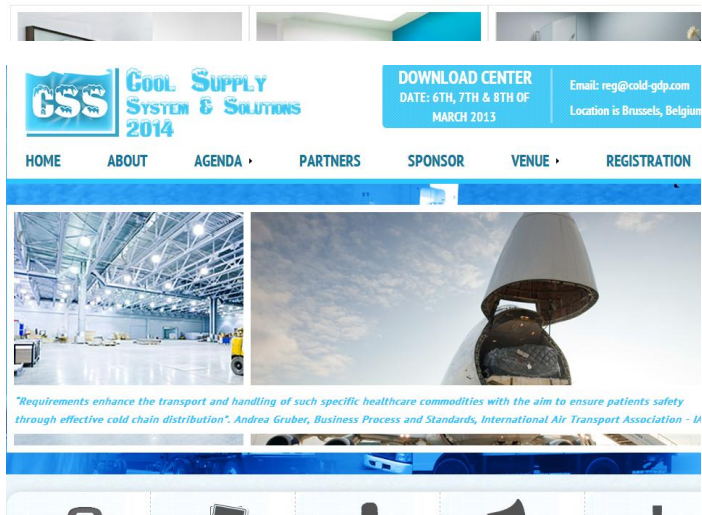 CSS
Cool Supply
System & Solutions
2014
DOWNLOAD CENTER
DATE: 6TH, 7TH & 8TH OF
MARCH 2013
Email: reg@cold-gdp.com
Location is Brussels, Belgium
HOME ABOUT AGENDA PARTNERS SPONSOR VENUE REGISTRATION
"Requirements enhance the transport and handling of such specific healthcare commodities with the aim to ensure patients safety
through effective cold chain distribution". Andrea Gruber, Business Process and Standards, International Air Transport Association -